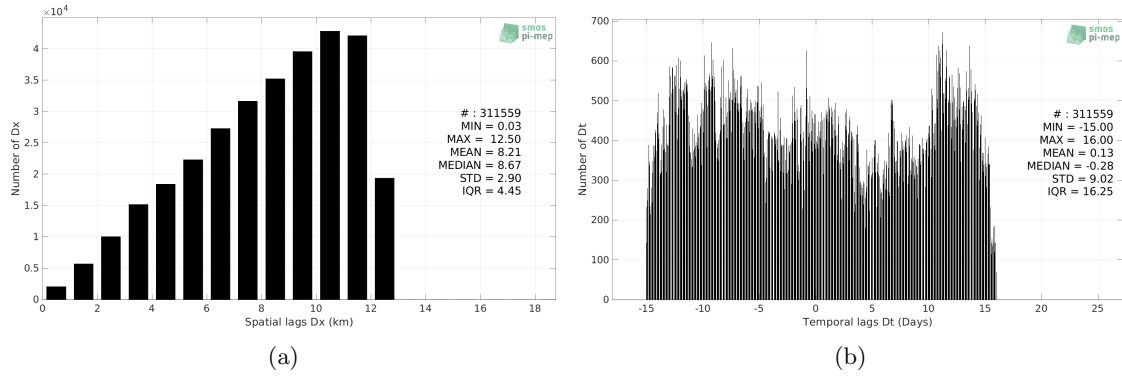 ×10⁴
4
3.5
3
2.5
2
1.5
1
0.5
0
Number of Dx
0 2 4 6 8 10 12 14 16 18
Spatial lags Dx (km)
smos
pi-mep
# : 311559
MIN = 0.03
MAX = 12.50
MEAN = 8.21
MEDIAN = 8.67
STD = 2.90
IQR = 4.45
(a)
700
600
500
400
300
200
100
0
Number of Dt
-15 -10 -5 0 5 10 15 20 25
Temporal lags Dt (Days)
smos
pi-mep
# : 311559
MIN = -15.00
MAX = 16.00
MEAN = 0.13
MEDIAN = -0.28
STD = 9.02
IQR = 16.25
(b)